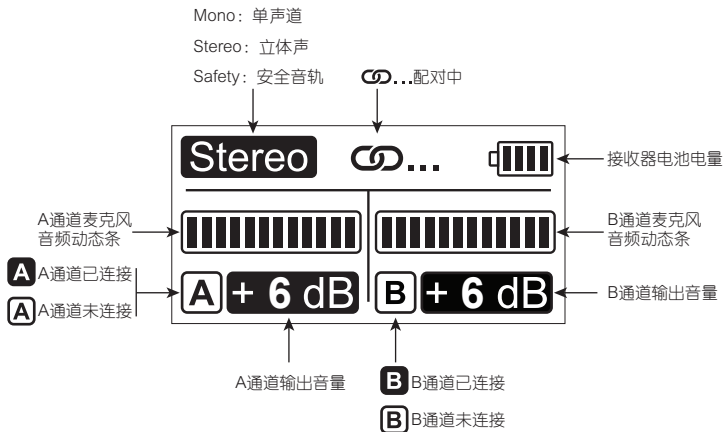 Mono：单声道
Stereo：立体声
Safety：安全音轨
...配对中
Stereo
...
接收器电池电量
A通道麦克风
音频动态条
B通道麦克风
音频动态条
A A通道已连接
A A通道未连接
A + 6 dB
B + 6 dB
B通道输出音量
A通道输出音量
B B通道已连接
B B通道未连接